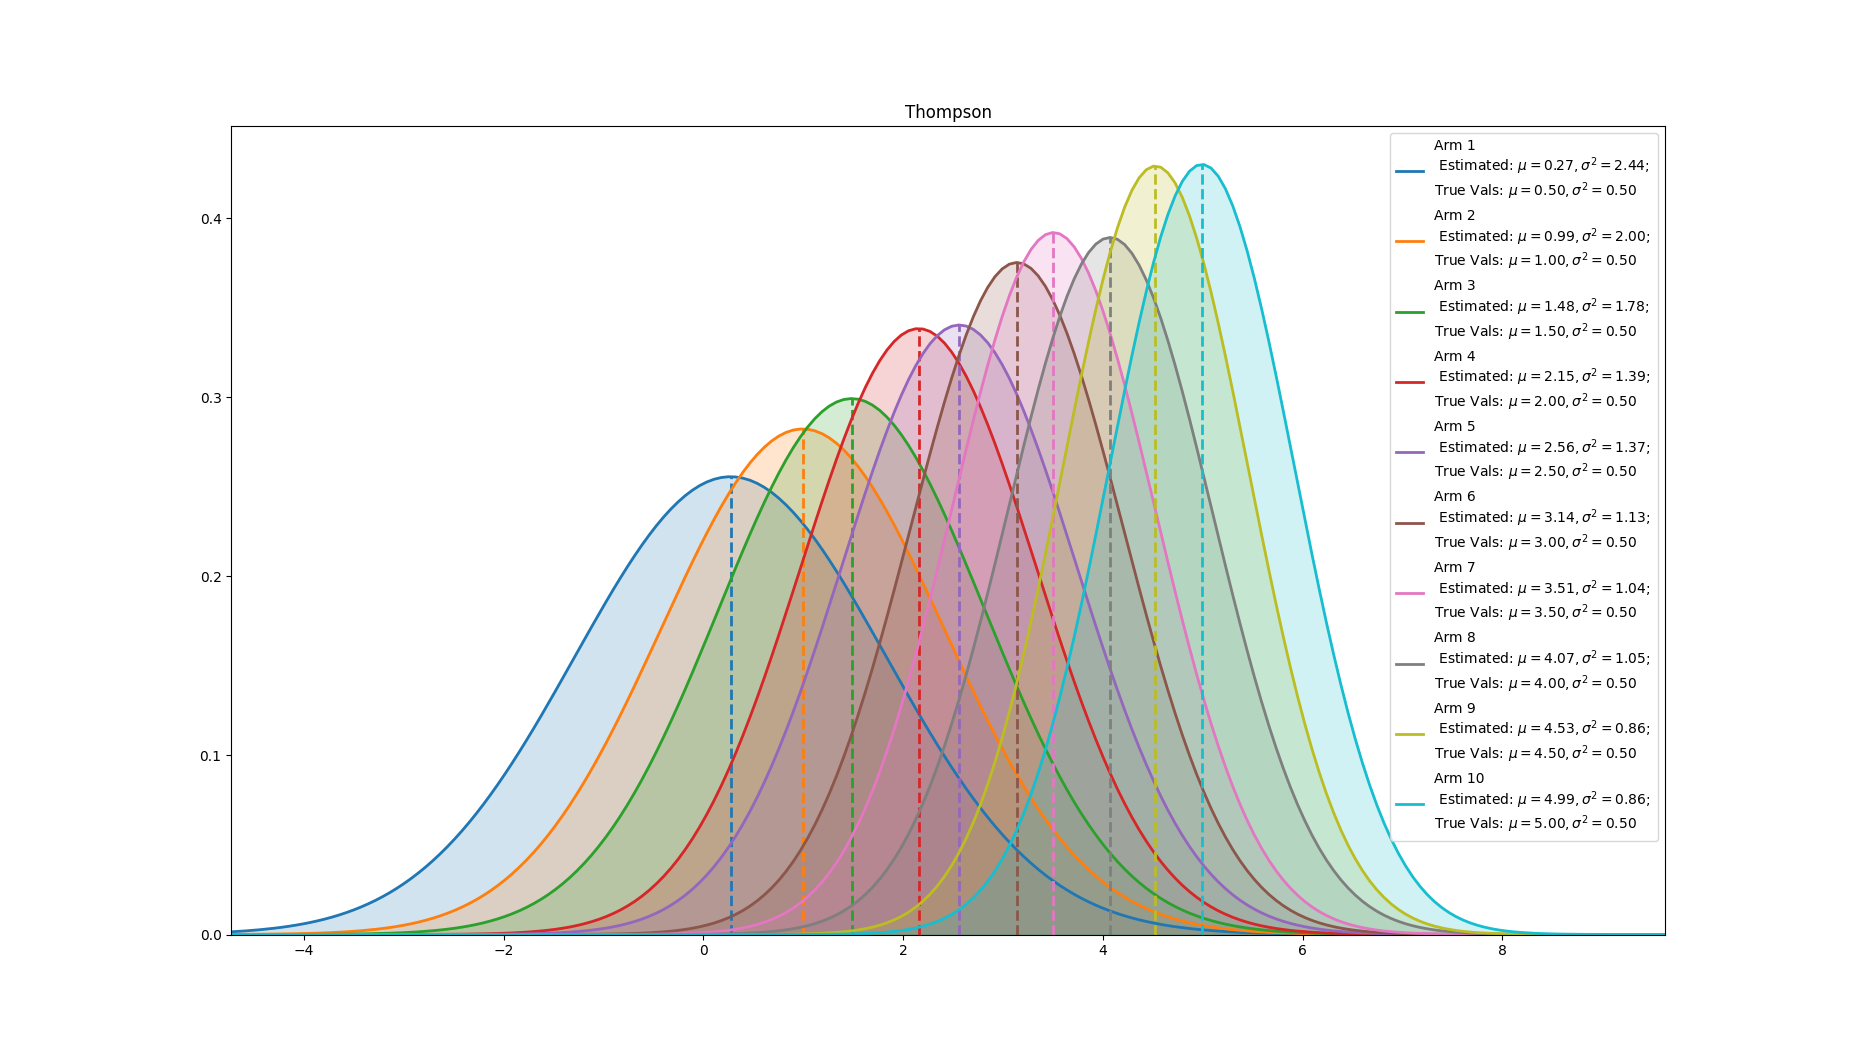 Thompson
Arm 1
Estimated: μ = 0.27, σ² = 2.44;
True Vals: μ = 0.50, σ² = 0.50
Arm 2
Estimated: μ = 0.99, σ² = 2.00;
True Vals: μ = 1.00, σ² = 0.50
Arm 3
Estimated: μ = 1.48, σ² = 1.78;
True Vals: μ = 1.50, σ² = 0.50
Arm 4
Estimated: μ = 2.15, σ² = 1.39;
True Vals: μ = 2.00, σ² = 0.50
Arm 5
Estimated: μ = 2.56, σ² = 1.37;
True Vals: μ = 2.50, σ² = 0.50
Arm 6
Estimated: μ = 3.14, σ² = 1.13;
True Vals: μ = 3.00, σ² = 0.50
Arm 7
Estimated: μ = 3.51, σ² = 1.04;
True Vals: μ = 3.50, σ² = 0.50
Arm 8
Estimated: μ = 4.07, σ² = 1.05;
True Vals: μ = 4.00, σ² = 0.50
Arm 9
Estimated: μ = 4.53, σ² = 0.86;
True Vals: μ = 4.50, σ² = 0.50
Arm 10
Estimated: μ = 4.99, σ² = 0.86;
True Vals: μ = 5.00, σ² = 0.50
0.4
0.3
0.2
0.1
0.0
−4 −2 0 2 4 6 8